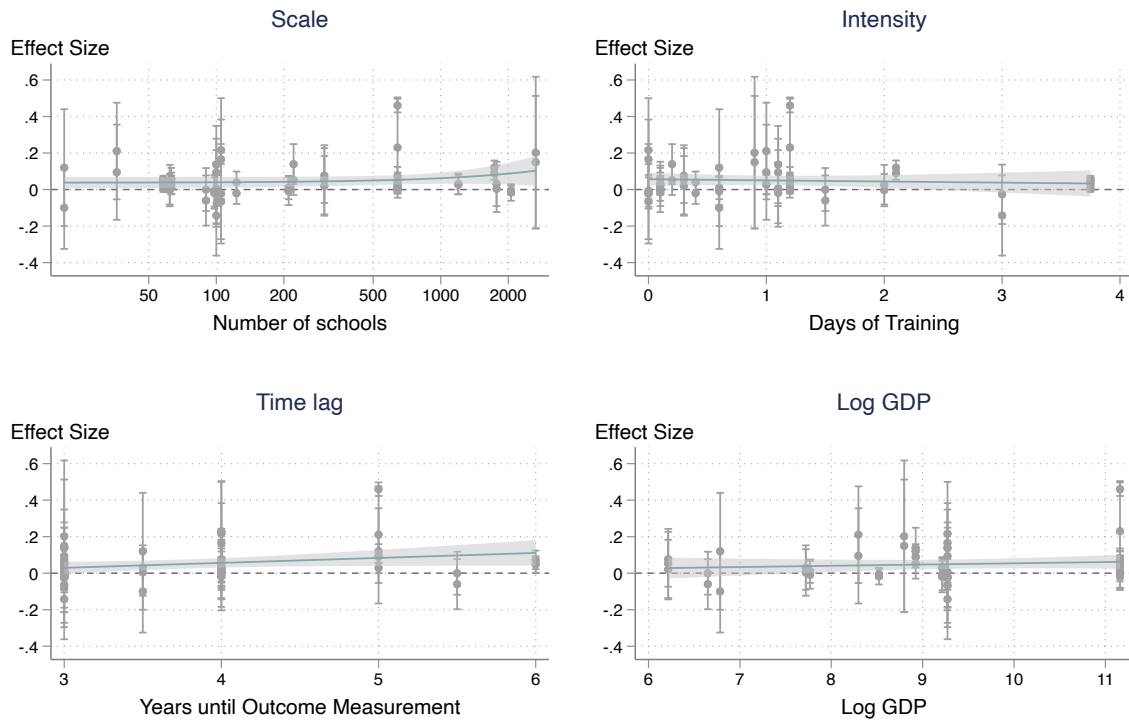 Scale
Effect Size
.6
.4
.2
0
-.2
-.4
50 100 200 500 1000 2000
Number of schools
Intensity
Effect Size
.6
.4
.2
0
-.2
-.4
0 1 2 3 4
Days of Training
Time lag
Effect Size
.6
.4
.2
0
-.2
-.4
3 4 5 6
Years until Outcome Measurement
Log GDP
Effect Size
.6
.4
.2
0
-.2
-.4
6 7 8 9 10 11
Log GDP